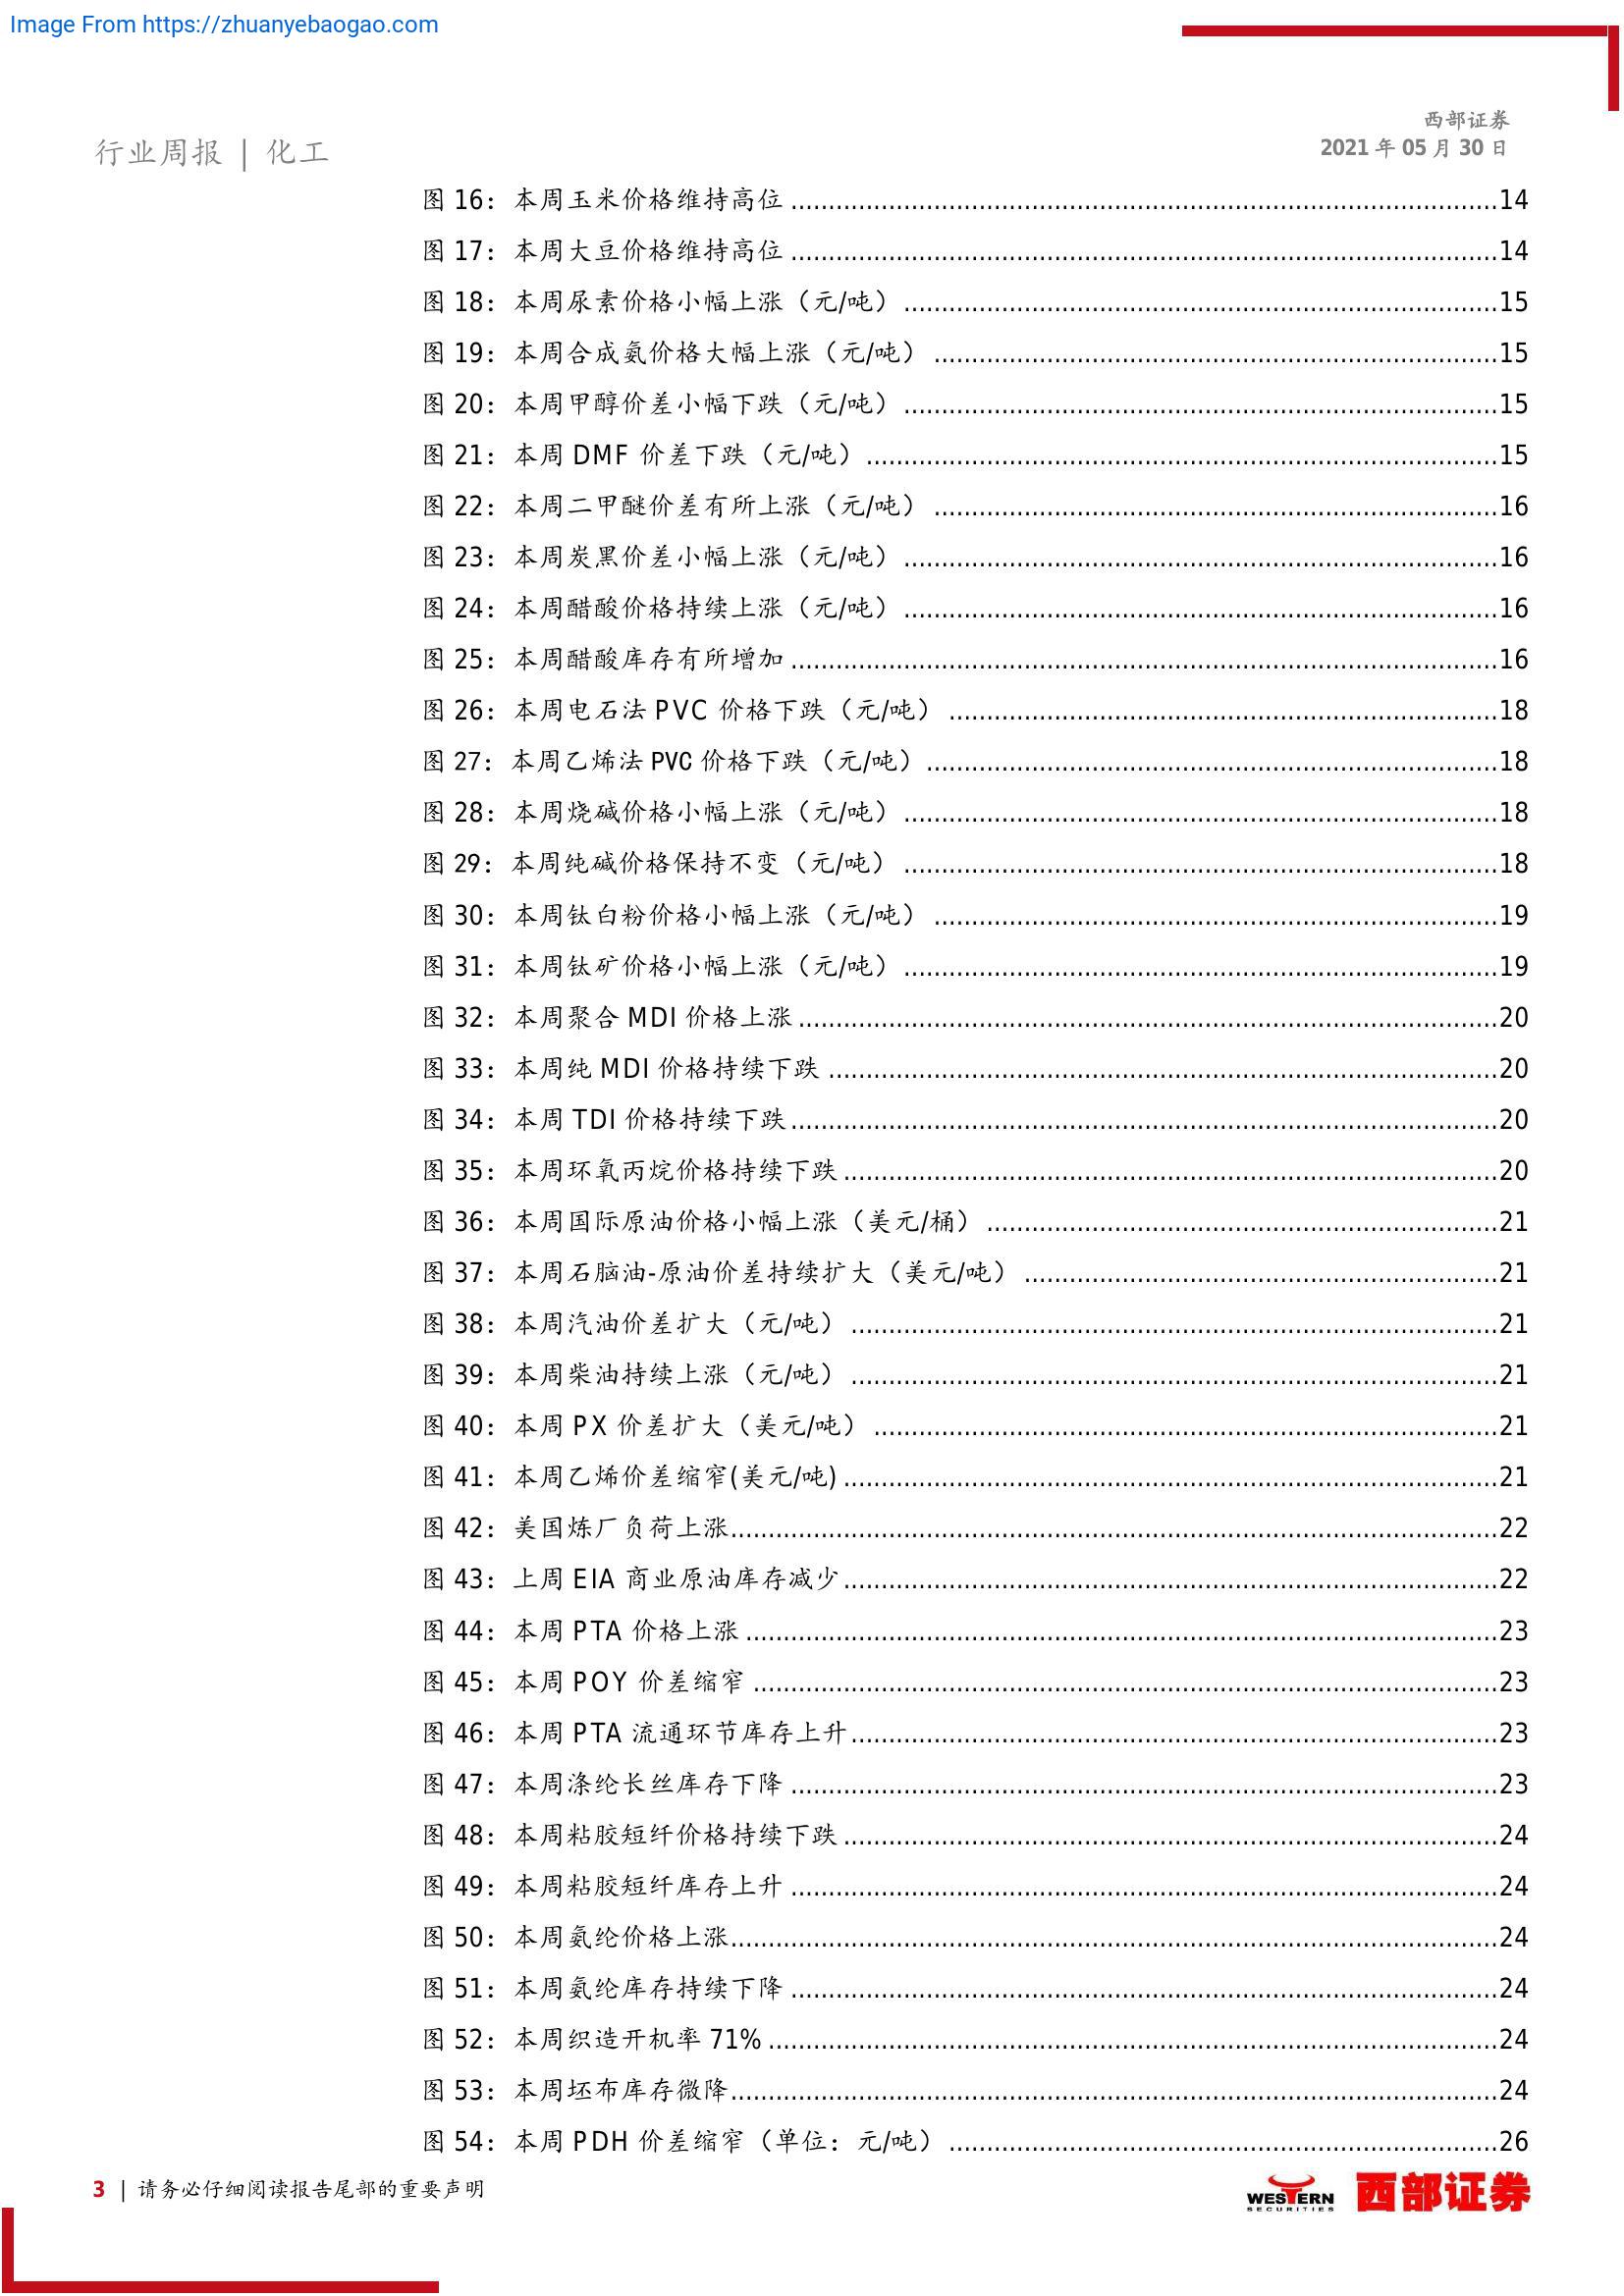 Image From https://zhuanyebaogao.com
西部证券
行业周报 | 化工
2021 年 05 月 30 日
图 16：本周玉米价格维持高位 ........................................ 14
图 17：本周大豆价格维持高位 ........................................ 14
图 18：本周尿素价格小幅上涨（元/吨） ........................................ 15
图 19：本周合成氨价格大幅上涨（元/吨） ........................................ 15
图 20：本周甲醇价差小幅下跌（元/吨） ........................................ 15
图 21：本周 DMF 价差下跌（元/吨） ........................................ 15
图 22：本周二甲醚价差有所上涨（元/吨） ........................................ 16
图 23：本周炭黑价差小幅上涨（元/吨） ........................................ 16
图 24：本周醋酸价格持续上涨（元/吨） ........................................ 16
图 25：本周醋酸库存有所增加 ........................................ 16
图 26：本周电石法 PVC 价格下跌（元/吨） ........................................ 18
图 27：本周乙烯法 PVC 价格下跌（元/吨） ........................................ 18
图 28：本周烧碱价格小幅上涨（元/吨） ........................................ 18
图 29：本周纯碱价格保持不变（元/吨） ........................................ 18
图 30：本周钛白粉价格小幅上涨（元/吨） ........................................ 19
图 31：本周钛矿价格小幅上涨（元/吨） ........................................ 19
图 32：本周聚合 MDI 价格上涨 ........................................ 20
图 33：本周纯 MDI 价格持续下跌 ........................................ 20
图 34：本周 TDI 价格持续下跌 ........................................ 20
图 35：本周环氧丙烷价格持续下跌 ........................................ 20
图 36：本周国际原油价格小幅上涨（美元/桶） ........................................ 21
图 37：本周石脑油-原油价差持续扩大（美元/吨） ........................................ 21
图 38：本周汽油价差扩大（元/吨） ........................................ 21
图 39：本周柴油持续上涨（元/吨） ........................................ 21
图 40：本周 PX 价差扩大（美元/吨） ........................................ 21
图 41：本周乙烯价差缩窄(美元/吨) ........................................ 21
图 42：美国炼厂负荷上涨 ........................................ 22
图 43：上周 EIA 商业原油库存减少 ........................................ 22
图 44：本周 PTA 价格上涨 ........................................ 23
图 45：本周 POY 价差缩窄 ........................................ 23
图 46：本周 PTA 流通环节库存上升 ........................................ 23
图 47：本周涤纶长丝库存下降 ........................................ 23
图 48：本周粘胶短纤价格持续下跌 ........................................ 24
图 49：本周粘胶短纤库存上升 ........................................ 24
图 50：本周氨纶价格上涨 ........................................ 24
图 51：本周氨纶库存持续下降 ........................................ 24
图 52：本周织造开机率 71% ........................................ 24
图 53：本周坯布库存微降 ........................................ 24
图 54：本周 PDH 价差缩窄（单位：元/吨） ........................................ 26
3 | 请务必仔细阅读报告尾部的重要声明
WESTERN
SECURITIES
西部证券